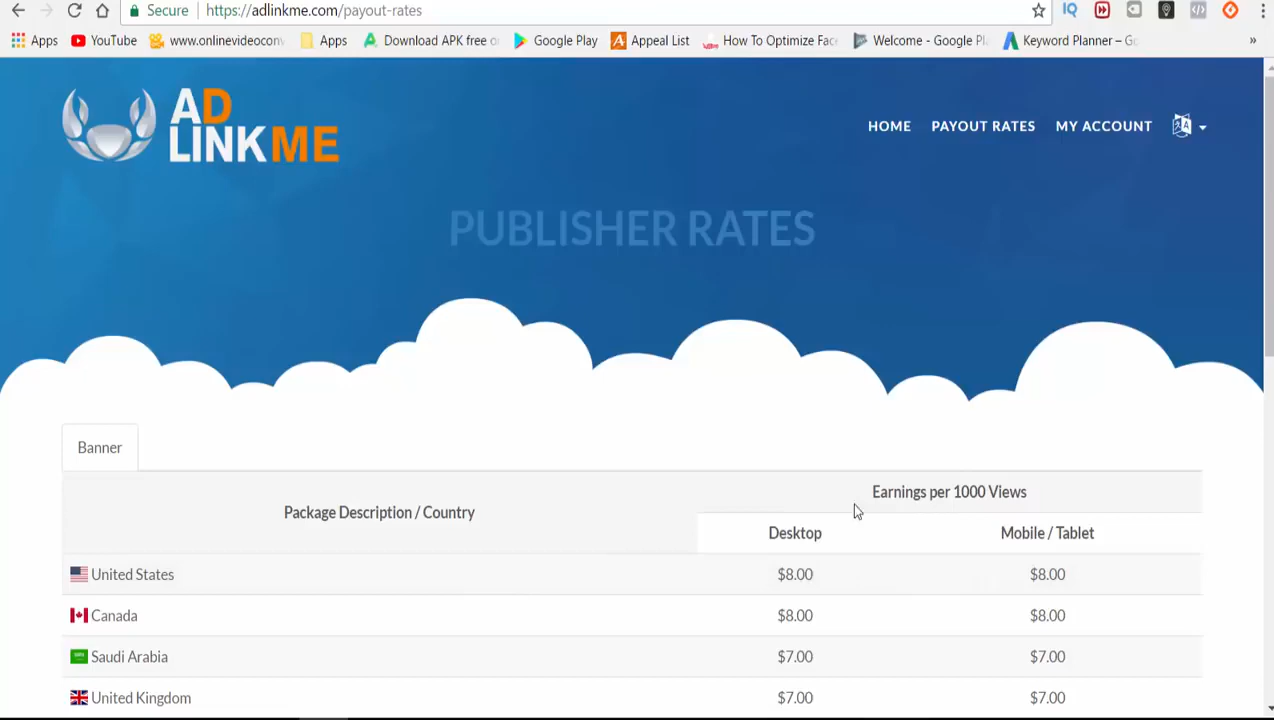 Secure https://adlinkme.com/payout-rates
Apps YouTube www.onlinevideoconv Apps Download APK free o Google Play Appeal List How To Optimize Fac Welcome - Google Pl Keyword Planner – Go »
AD
LINKME
HOME PAYOUT RATES MY ACCOUNT
PUBLISHER RATES
Banner
Package Description / Country
Earnings per 1000 Views
Desktop Mobile / Tablet
United States $8.00 $8.00
Canada $8.00 $8.00
Saudi Arabia $7.00 $7.00
United Kingdom $7.00 $7.00